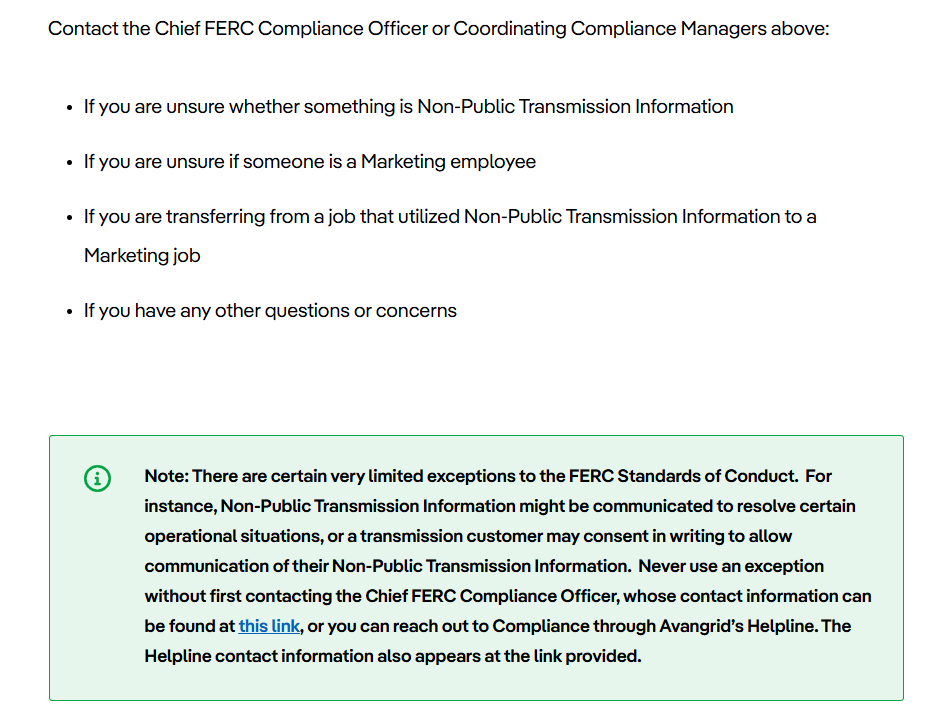 Contact the Chief FERC Compliance Officer or Coordinating Compliance Managers above:
• If you are unsure whether something is Non-Public Transmission Information
• If you are unsure if someone is a Marketing employee
• If you are transferring from a job that utilized Non-Public Transmission Information to a
Marketing job
• If you have any other questions or concerns
Note: There are certain very limited exceptions to the FERC Standards of Conduct.  For
instance, Non-Public Transmission Information might be communicated to resolve certain
operational situations, or a transmission customer may consent in writing to allow
communication of their Non-Public Transmission Information.  Never use an exception
without first contacting the Chief FERC Compliance Officer, whose contact information can
be found at this link, or you can reach out to Compliance through Avangrid’s Helpline. The
Helpline contact information also appears at the link provided.